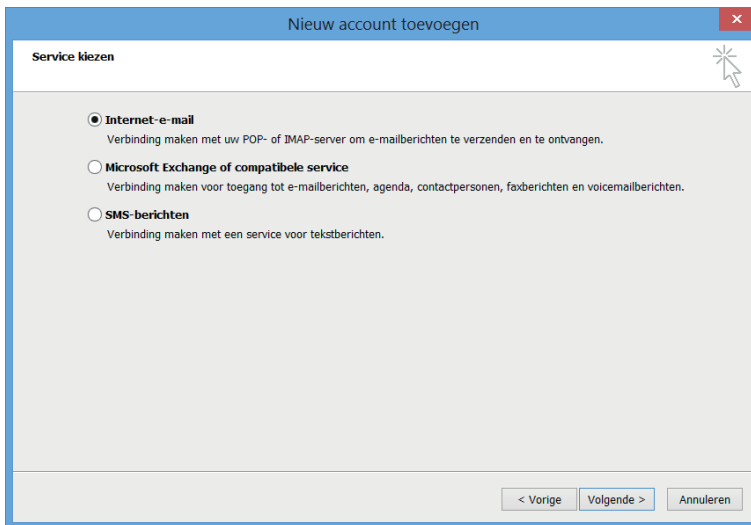 Nieuw account toevoegen
x
Service kiezen
Internet-e-mail
Verbinding maken met uw POP- of IMAP-server om e-mailberichten te verzenden en te ontvangen.
Microsoft Exchange of compatibele service
Verbinding maken voor toegang tot e-mailberichten, agenda, contactpersonen, faxberichten en voicemailberichten.
SMS-berichten
Verbinding maken met een service voor tekstberichten.
< Vorige Volgende > Annuleren